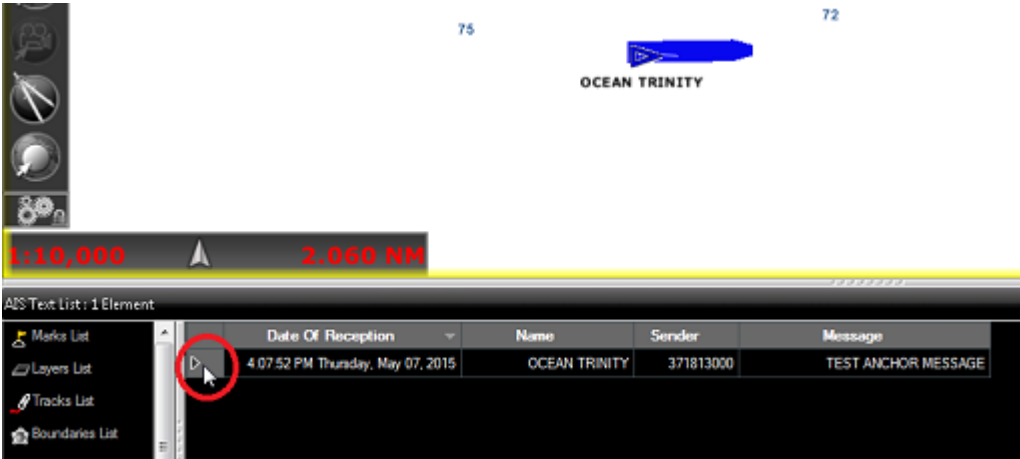 72
75
OCEAN TRINITY
1:10,000 2.060 NM
AIS Text List : 1 Element
Marks List
Layers List
Tracks List
Boundaries List
Date Of Reception Name Sender Message
4:07:52 PM Thursday, May 07, 2015 OCEAN TRINITY 371813000 TEST ANCHOR MESSAGE